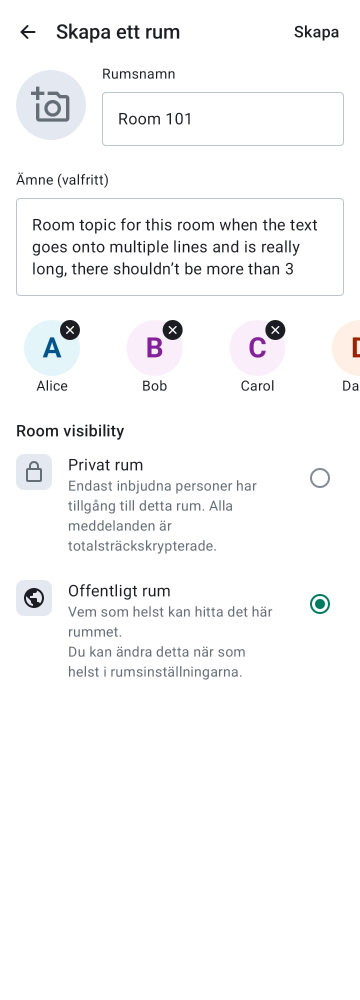 Skapa ett rum
Skapa
Rumsnamn
Room 101
Ämne (valfritt)
Room topic for this room when the text
goes onto multiple lines and is really
long, there shouldn’t be more than 3
A B C D
Alice Bob Carol Da
Room visibility
Privat rum
Endast inbjudna personer har
tillgång till detta rum. Alla
meddelanden är
totalsträckskrypterade.
Offentligt rum
Vem som helst kan hitta det här
rummet.
Du kan ändra detta när som
helst i rumsinställningarna.